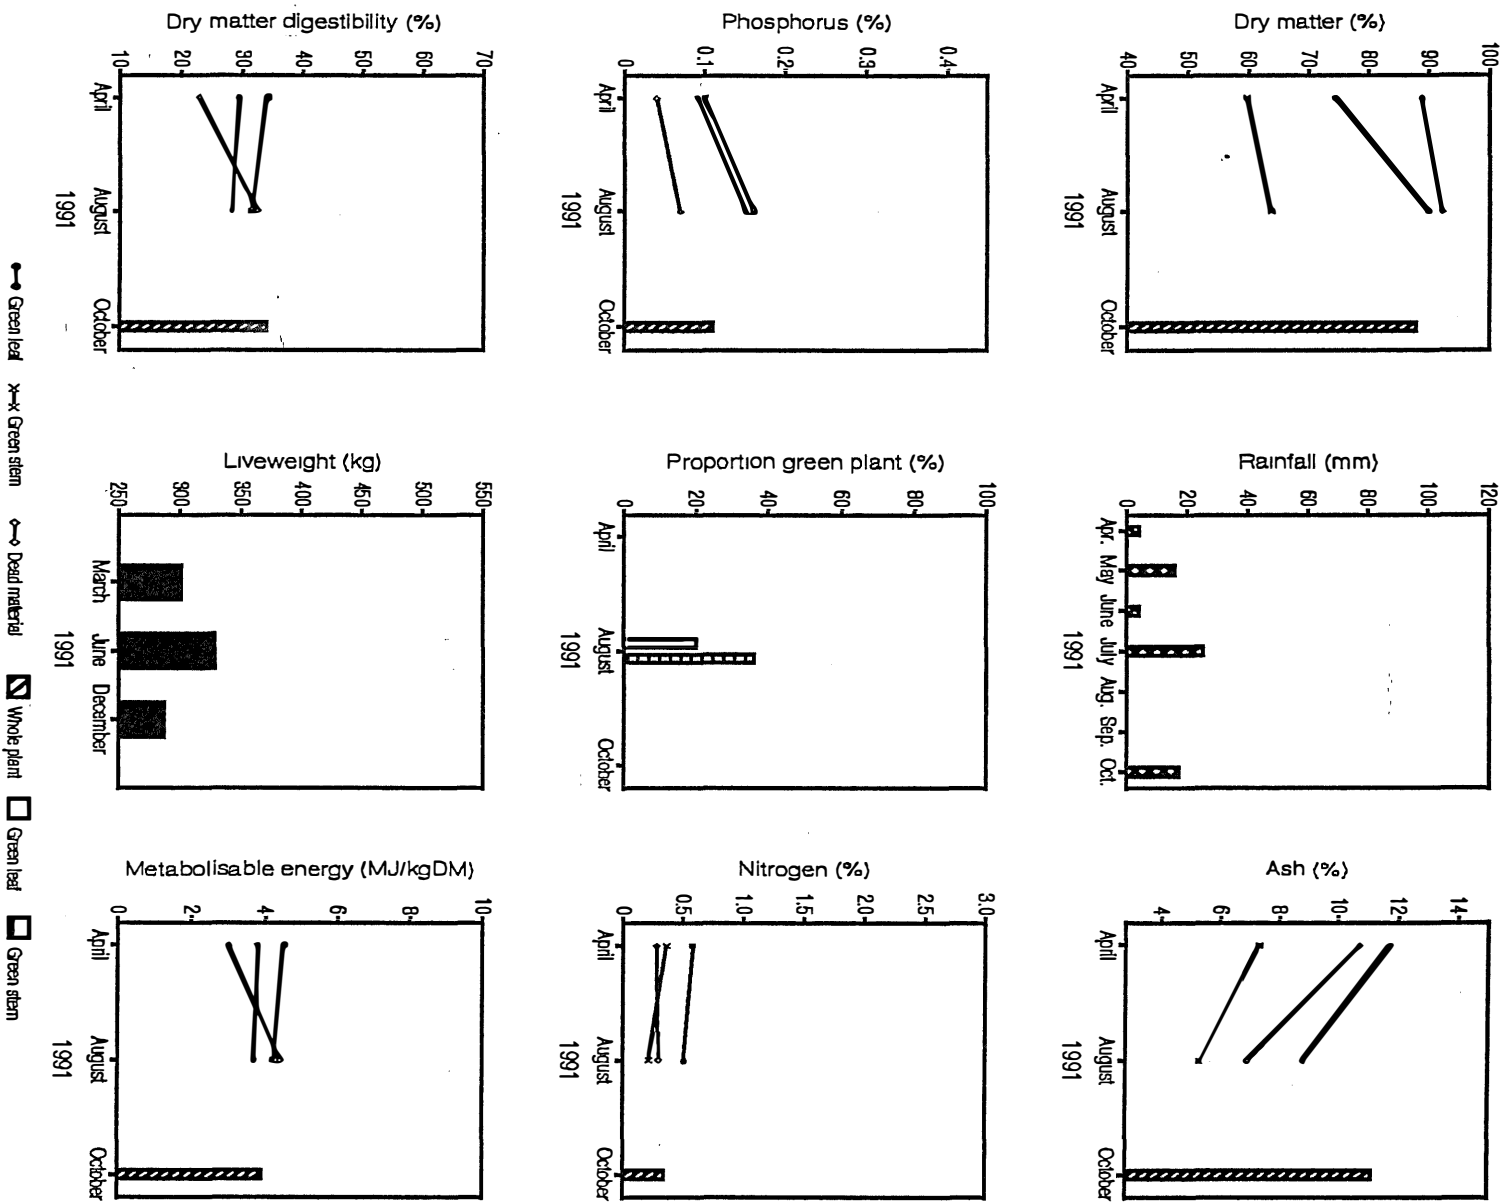 Dry matter digestibility (%)
10 20 30 40 50 60 70
April
August
October
1991
Phosphorus (%)
0 0.1 0.2 0.3 0.4
April
August
October
1991
Dry matter (%)
40 50 60 70 80 90 100
April
August
October
1991
Liveweight (kg)
250 300 350 400 450 500 550
March
June
December
1991
Proportion green plant (%)
0 20 40 60 80 100
April
August
October
1991
Rainfall (mm)
0 20 40 60 80 100 120
Apr.
May
June
July
Aug.
Sep.
Oct.
1991
Metabolisable energy (MJ/kgDM)
0 2 4 6 8 10
April
August
October
1991
Nitrogen (%)
0 0.5 1.0 1.5 2.0 2.5 3.0
April
August
October
1991
Ash (%)
4 6 8 10 12 14
April
August
October
1991
Green leaf
Green stem
Dead material
Whole plant
Green leaf
Green stem